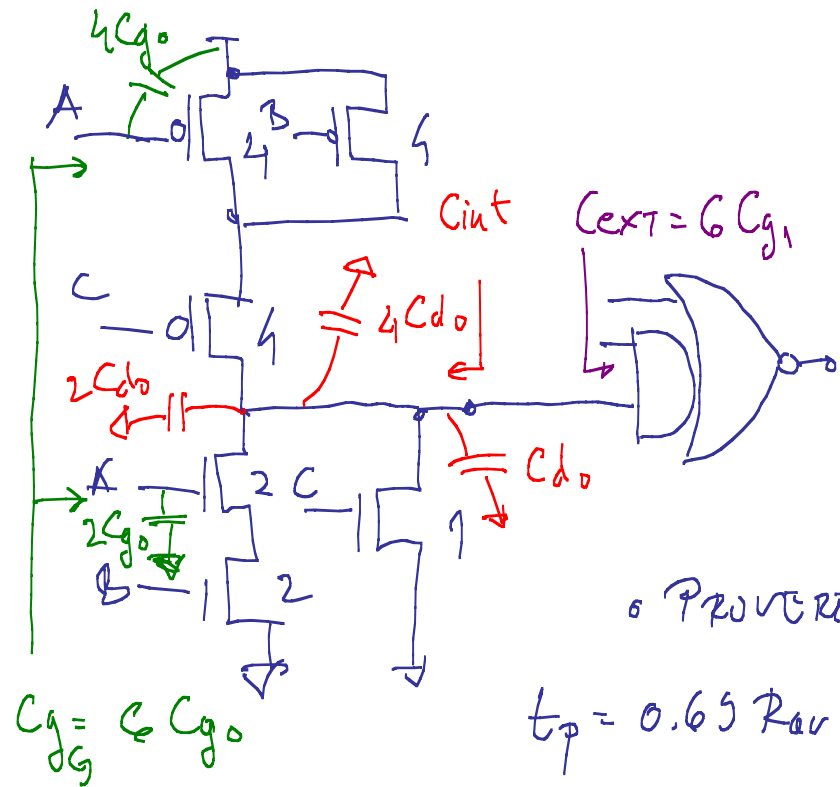 4Cg0
A
B
4
4
Cint
CEXT = 6 Cg1
C
4
4Cd0
2Cd0
A
2
C
Cd0
2Cg0
1
B
2
PROVERE
Cg = 6 Cg0
tp = 0.69 Rav